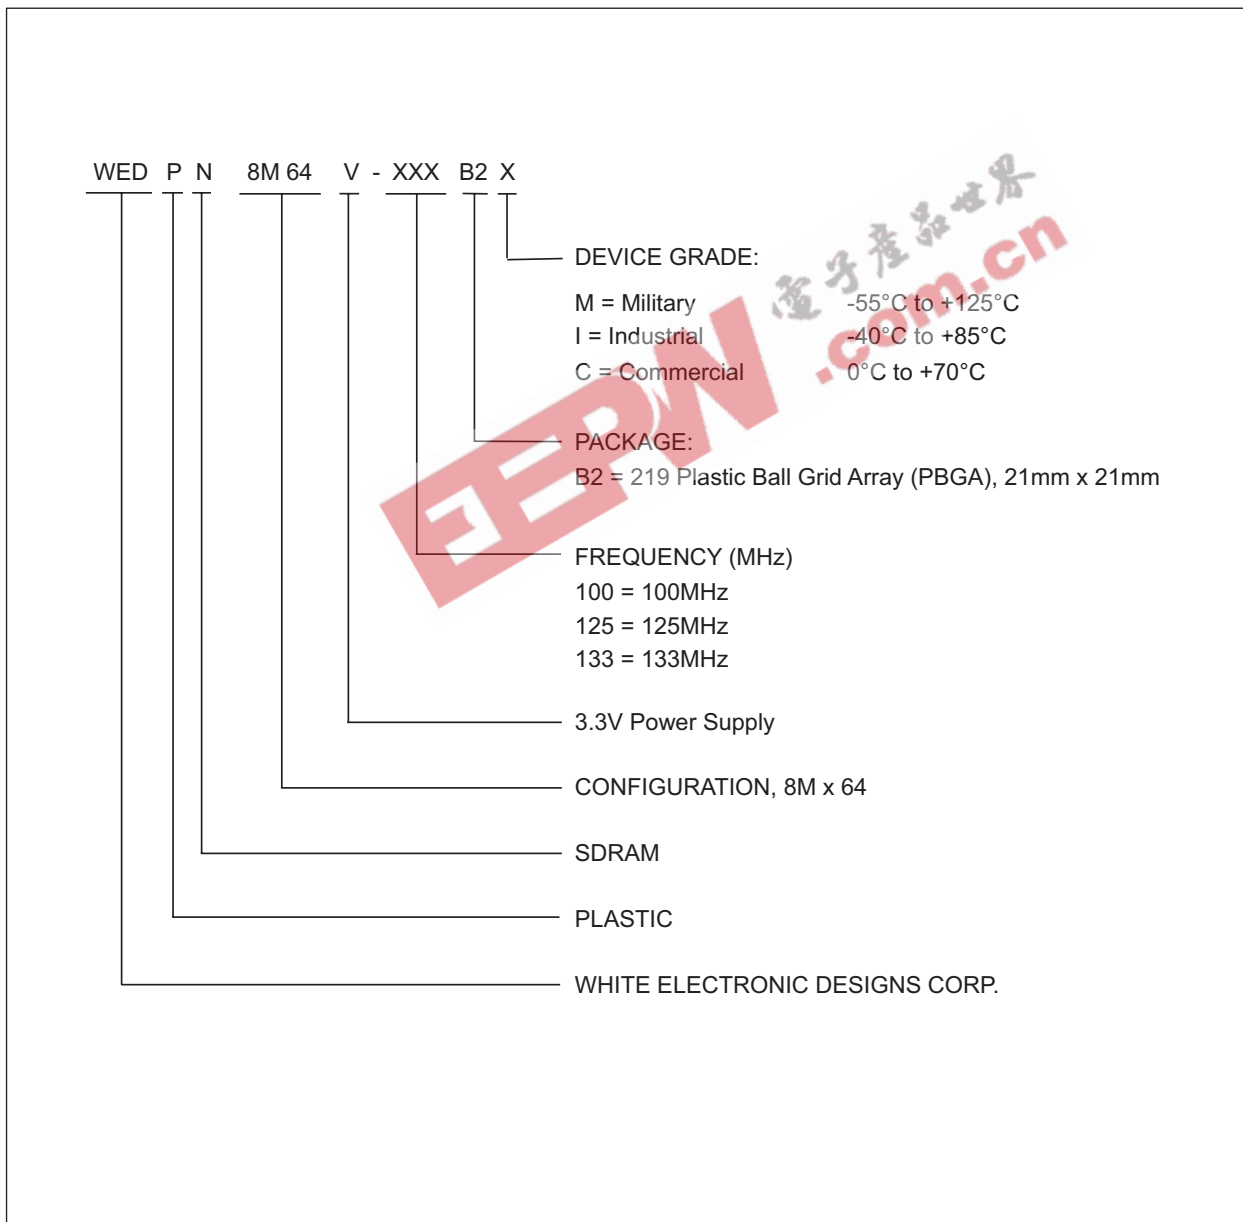 WED P N 8M 64 V - XXX B2 X
DEVICE GRADE:
M = Military -55°C to +125°C
I = Industrial -40°C to +85°C
C = Commercial 0°C to +70°C
PACKAGE:
B2 = 219 Plastic Ball Grid Array (PBGA), 21mm x 21mm
FREQUENCY (MHz)
100 = 100MHz
125 = 125MHz
133 = 133MHz
3.3V Power Supply
CONFIGURATION, 8M x 64
SDRAM
PLASTIC
WHITE ELECTRONIC DESIGNS CORP.
電子產品世界
EEPW.com.cn